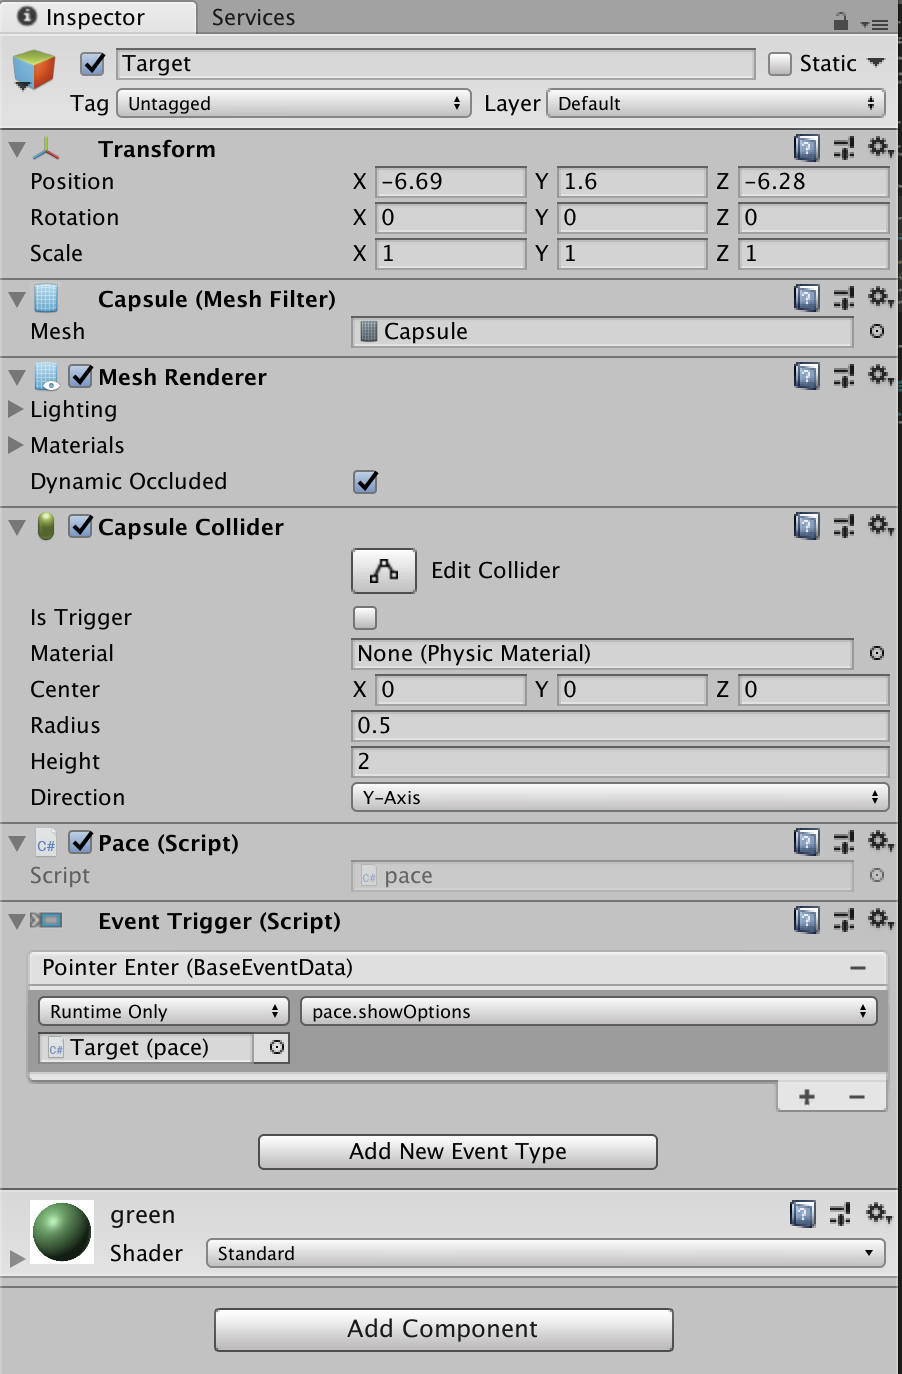 Inspector Services
Target Static
Tag Untagged Layer Default
Transform
Position X -6.69 Y 1.6 Z -6.28
Rotation X 0 Y 0 Z 0
Scale X 1 Y 1 Z 1
Capsule (Mesh Filter)
Mesh Capsule
Mesh Renderer
Lighting
Materials
Dynamic Occluded
Capsule Collider
Edit Collider
Is Trigger
Material None (Physic Material)
Center X 0 Y 0 Z 0
Radius 0.5
Height 2
Direction Y-Axis
C# Pace (Script)
Script C# pace
Event Trigger (Script)
Pointer Enter (BaseEventData) −
Runtime Only pace.showOptions
C# Target (pace)
+ −
Add New Event Type
green
Shader Standard
Add Component